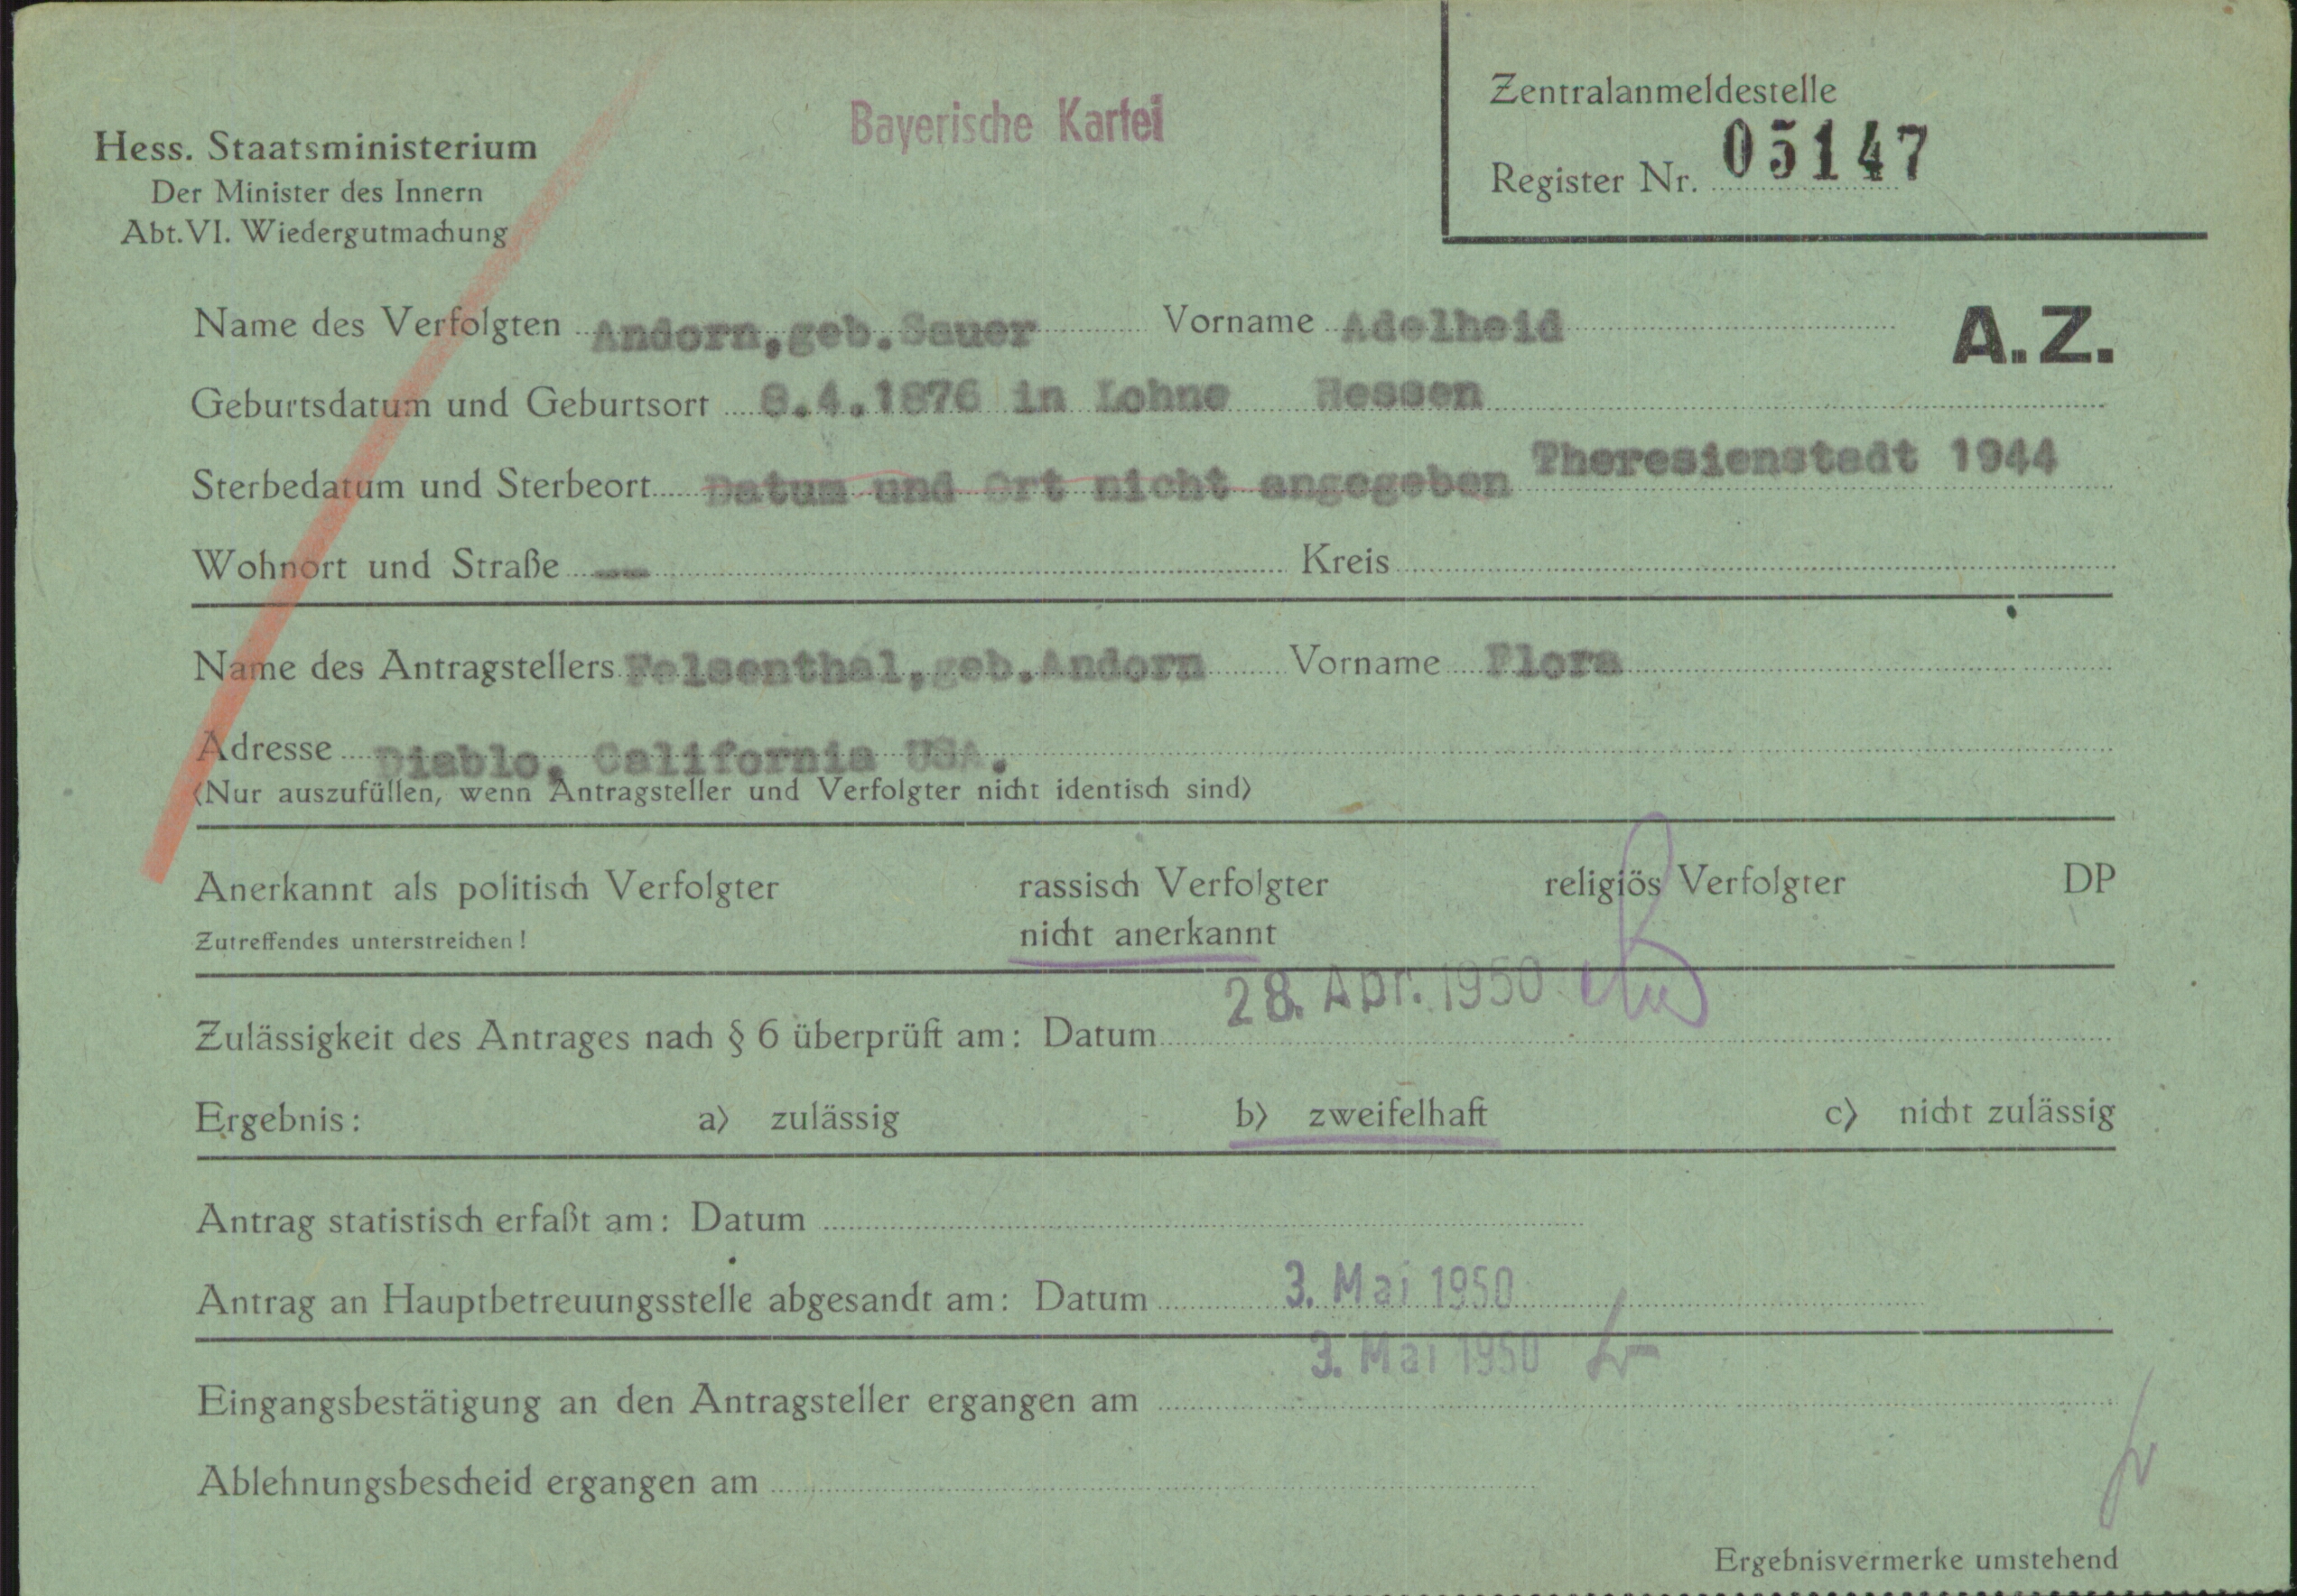 Bayerische Kartei
Zentralanmeldestelle
Register Nr. 05147
Hess. Staatsministerium
Der Minister des Innern
Abt. VI. Wiedergutmachung
Name des Verfolgten Andorn, geb. Sauer Vorname Adelheid
A.Z.
Geburtsdatum und Geburtsort 8.4.1876 in Lohne Hessen
Sterbedatum und Sterbeort Datum und Ort nicht angegeben Theresienstadt 1944
Wohnort und Straße — Kreis
Name des Antragstellers Felsenthal, geb. Andorn Vorname Flora
Adresse Diablo, California USA.
(Nur auszufüllen, wenn Antragsteller und Verfolgter nicht identisch sind)
Anerkannt als politisch Verfolgter rassisch Verfolgter religiös Verfolgter DP
Zutreffendes unterstreichen! nicht anerkannt
28. Apr. 1950
Zulässigkeit des Antrages nach § 6 überprüft am: Datum
Ergebnis: a) zulässig b) zweifelhaft c) nicht zulässig
Antrag statistisch erfaßt am: Datum
Antrag an Hauptbetreuungsstelle abgesandt am: Datum 3. Mai 1950
3. Mai 1950
Eingangsbestätigung an den Antragsteller ergangen am
Ablehnungsbescheid ergangen am
Ergebnisvermerke umstehend